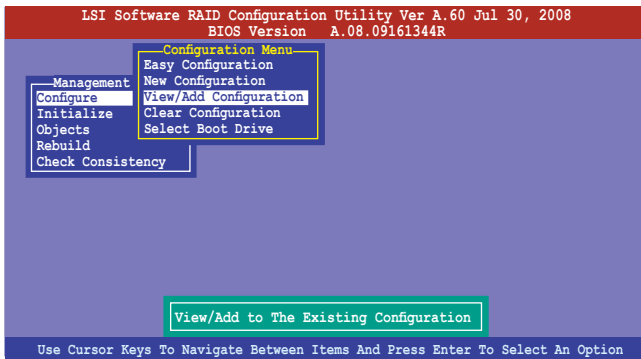 LSI Software RAID Configuration Utility Ver A.60 Jul 30, 2008
BIOS Version A.08.09161344R
Configuration Menu
Easy Configuration
New Configuration
View/Add Configuration
Clear Configuration
Select Boot Drive
Management
Configure
Initialize
Objects
Rebuild
Check Consistency
View/Add to The Existing Configuration
Use Cursor Keys To Navigate Between Items And Press Enter To Select An Option